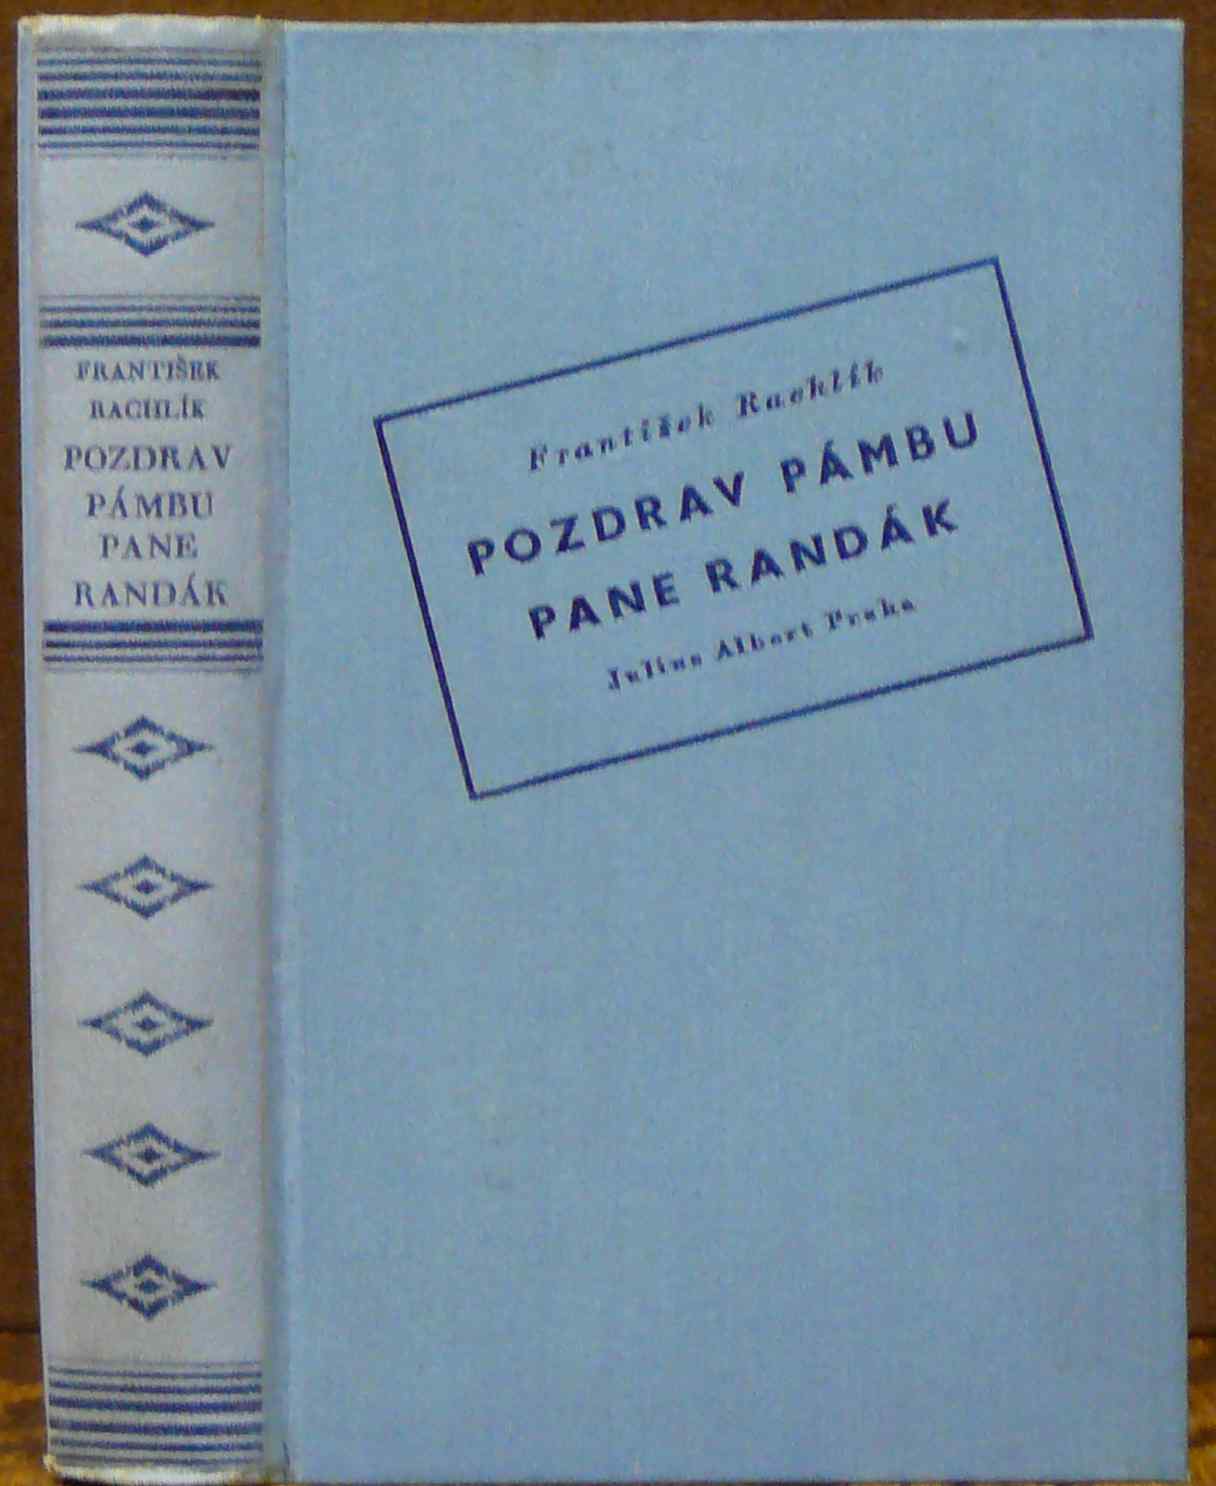 FRANTIŠEK
RACHLÍK
POZDRAV
PÁMBU
PANE
RANDÁK
František Rachlík
POZDRAV PÁMBU
PANE RANDÁK
Julius Albert Praha